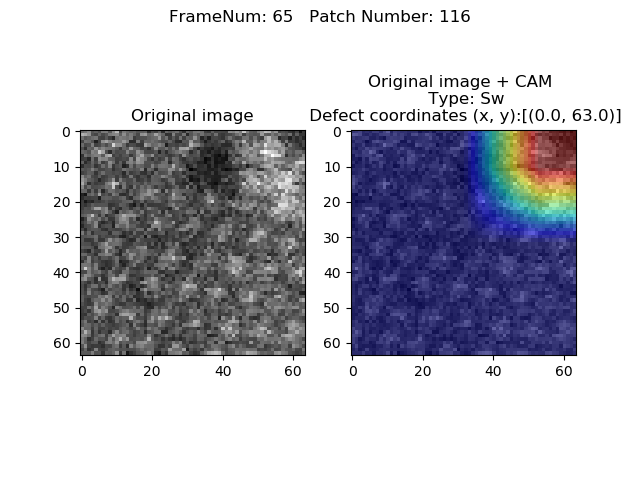 FrameNum: 65   Patch Number: 116
Original image
Original image + CAM
Type: Sw
Defect coordinates (x, y):[(0.0, 63.0)]
0
10
20
30
40
50
60
0 20 40 60
0
10
20
30
40
50
60
0 20 40 60